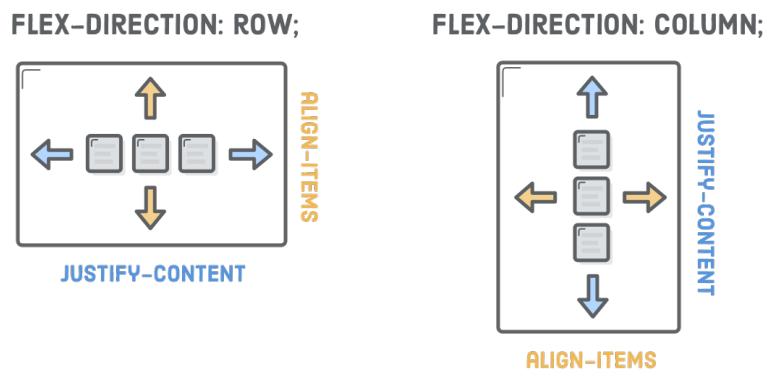 FLEX-DIRECTION: ROW;
ALIGN-ITEMS
JUSTIFY-CONTENT
FLEX-DIRECTION: COLUMN;
JUSTIFY-CONTENT
ALIGN-ITEMS